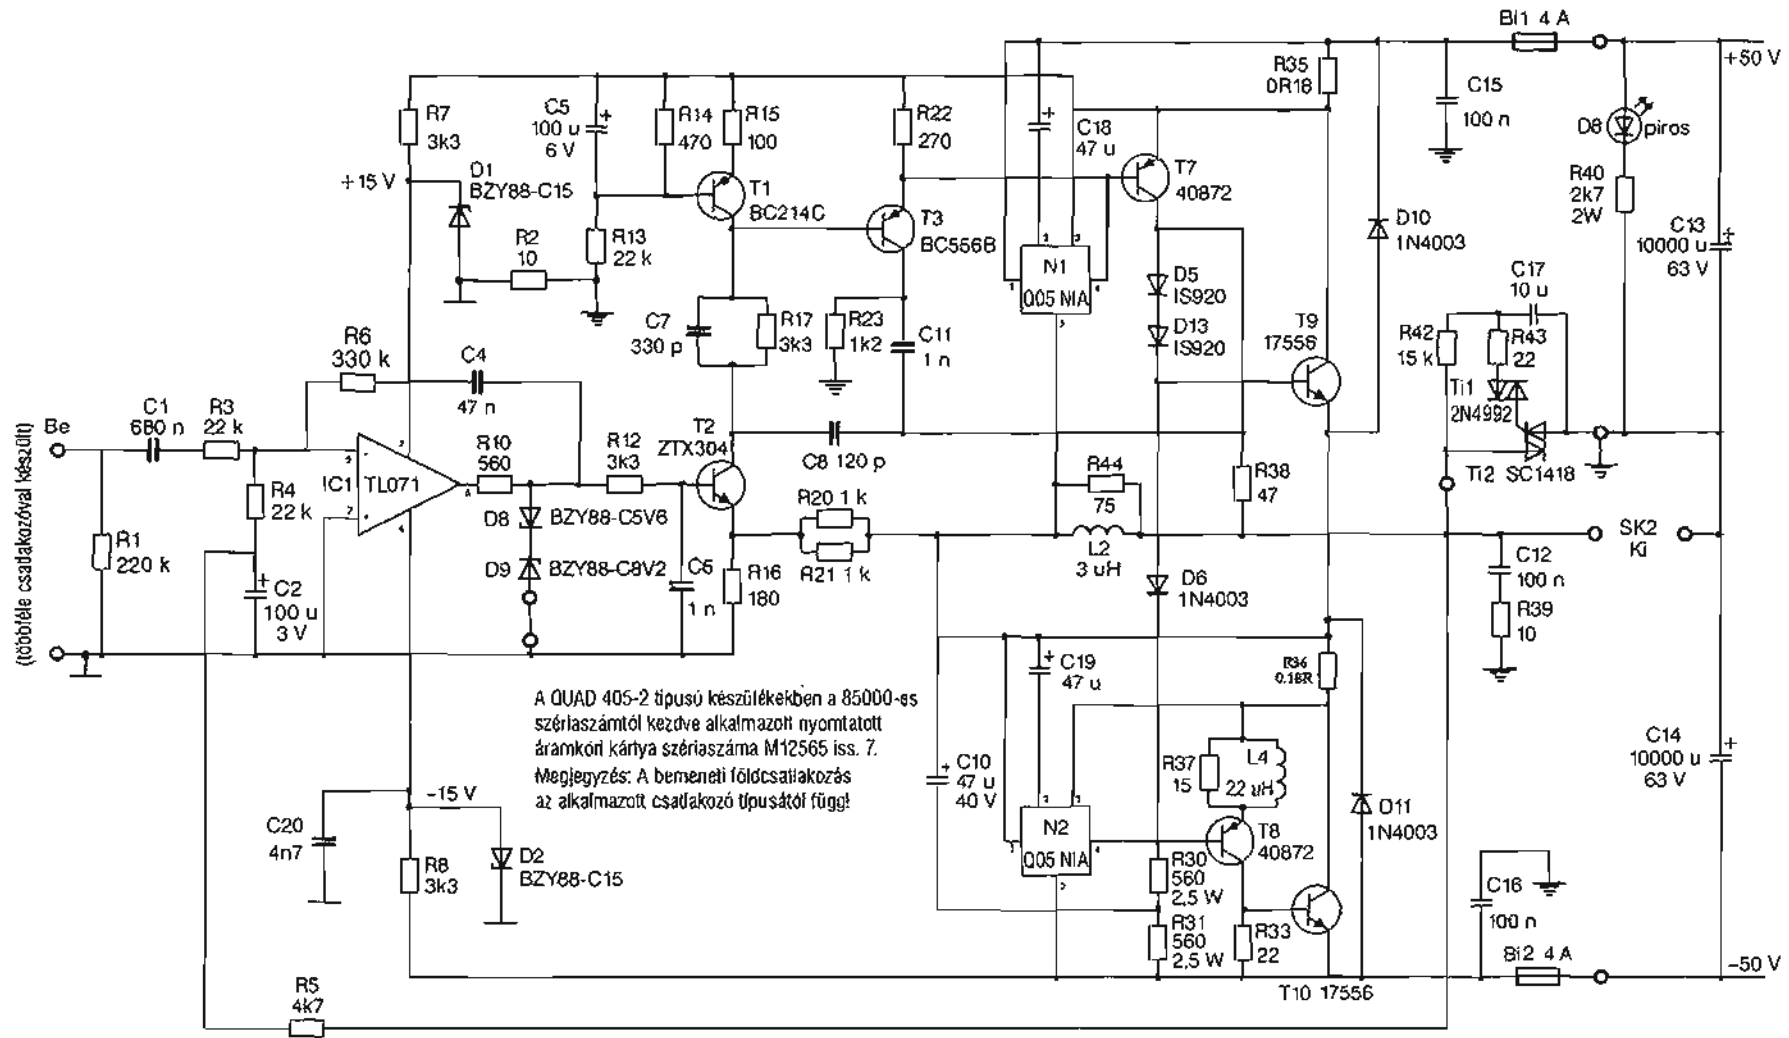 Bi1 4 A
+50 V
R35
0R18
C15
100 n
D6
piros
R7
3k3
C5
100 u
6 V
R14
470
R15
100
R22
270
C18
47 u
T7
40872
R40
2k7
2W
D10
1N4003
C13
10000 u
63 V
+15 V
D1
BZY88-C15
T1
BC214C
T3
BC556B
R2
10
R13
22 k
N1
Q05 NIA
D5
IS920
D13
IS920
C17
10 u
R42
15 k
R43
22
Ti1
2N4992
Ti2 SC1418
T9
17556
C7
330 p
R17
3k3
R23
1k2
C11
1 n
R6
330 k
C4
47 n
Be
C1
680 n
R3
22 k
(többféle csatlakozóval készült)
IC1
TL071
R4
22 k
R10
560
R12
3k3
T2
ZTX304
C8 120 p
R44
75
R38
47
R1
220 k
D8
BZY88-C5V6
D9
BZY88-C8V2
C6
1 n
R20 1 k
R21 1 k
R16
180
L2
3 uH
SK2
Ki
C12
100 n
R39
10
C2
100 u
3 V
D6
1N4003
C19
47 u
R36
0.18R
A QUAD 405-2 típusú készülékekben a 85000-es
szériaszámtól kezdve alkalmazott nyomtatott
áramköri kártya szériaszáma M12565 iss. 7.
Megjegyzés: A bemeneti földcsatlakozás
az alkalmazott csatlakozó típusától függ!
C10
47 u
40 V
R37
15
L4
22 uH
C14
10000 u
63 V
-15 V
C20
4n7
R8
3k3
D2
BZY88-C15
N2
Q05 NIA
T8
40872
D11
1N4003
R30
560
2,5 W
R31
560
2,5 W
R33
22
C16
100 n
Bi2 4 A
-50 V
T10 17556
R5
4k7